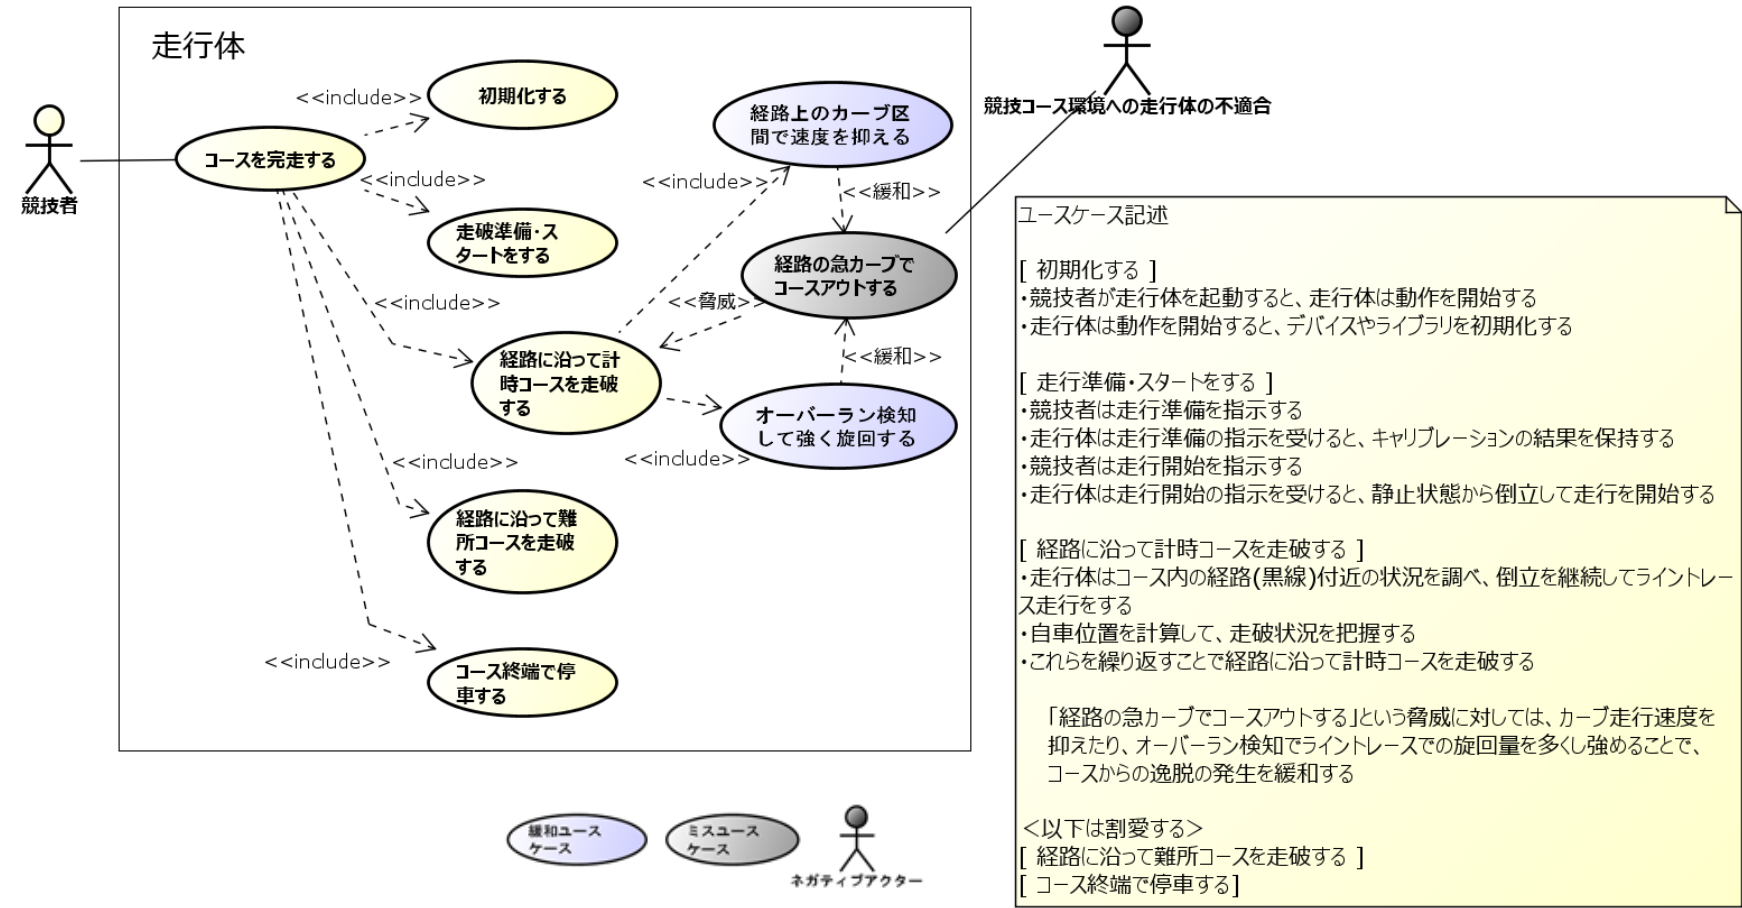 走行体
競技者
コースを完走する
<<include>>
初期化する
<<include>>
走破準備・ス
タートをする
<<include>>
経路に沿って計
時コースを走破
する
<<include>>
経路に沿って難
所コースを走破
する
<<include>>
コース終端で停
車する
<<include>>
経路上のカーブ区
間で速度を抑える
<<緩和>>
経路の急カーブで
コースアウトする
<<脅威>>
<<緩和>>
オーバーラン検知
して強く旋回する
<<include>>
競技コース環境への走行体の不適合
緩和ユース
ケース
ミスユース
ケース
ネガティブアクター
ユースケース記述
[ 初期化する ]
・競技者が走行体を起動すると、走行体は動作を開始する
・走行体は動作を開始すると、デバイスやライブラリを初期化する
[ 走行準備・スタートをする ]
・競技者は走行準備を指示する
・走行体は走行準備の指示を受けると、キャリブレーションの結果を保持する
・競技者は走行開始を指示する
・走行体は走行開始の指示を受けると、静止状態から倒立して走行を開始する
[ 経路に沿って計時コースを走破する ]
・走行体はコース内の経路(黒線)付近の状況を調べ、倒立を継続してライントレー
ス走行をする
・自車位置を計算して、走破状況を把握する
・これらを繰り返すことで経路に沿って計時コースを走破する
「経路の急カーブでコースアウトする」という脅威に対しては、カーブ走行速度を
抑えたり、オーバーラン検知でライントレースでの旋回量を多くし強めることで、
コースからの逸脱の発生を緩和する
＜以下は割愛する＞
[ 経路に沿って難所コースを走破する ]
[ コース終端で停車する]